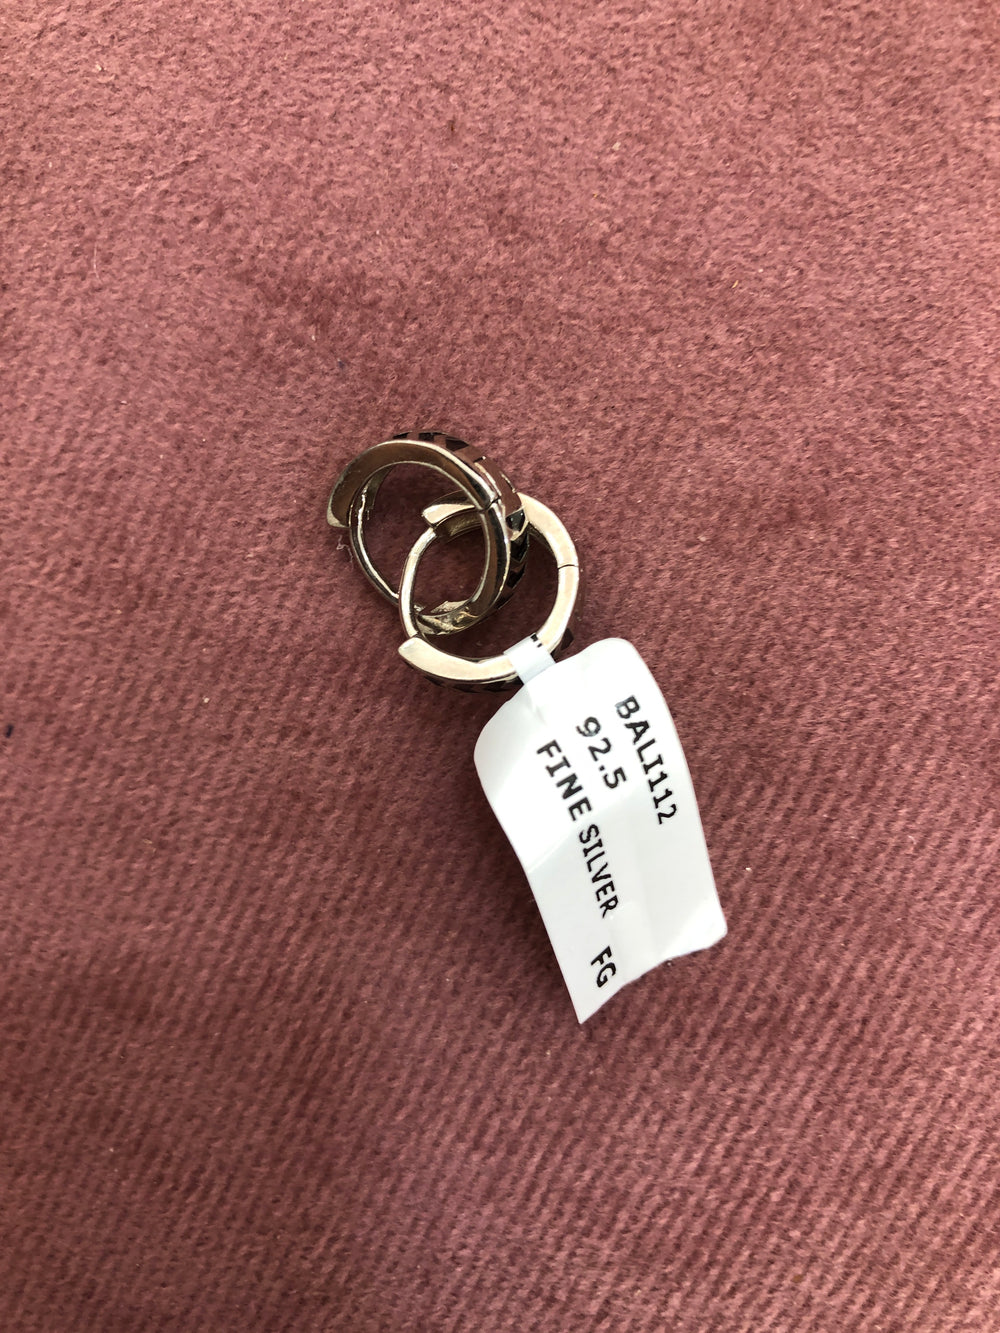 BALI112
92.5
FINE SILVER FG